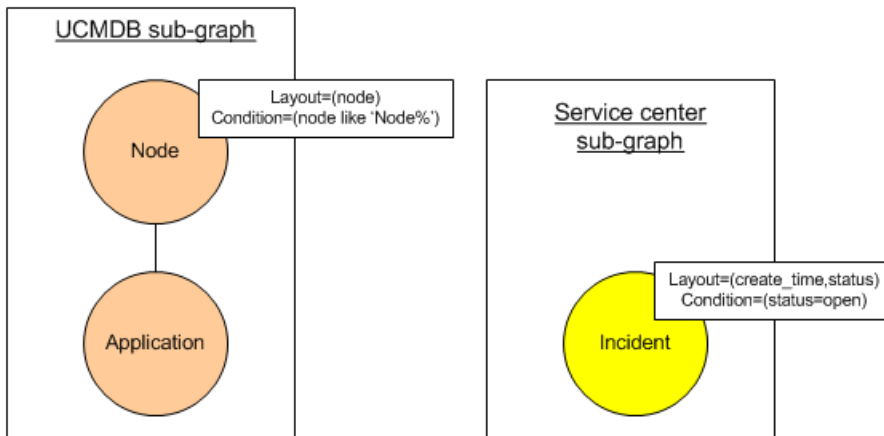 UCMDB sub-graph
Layout=(node)
Condition=(node like ‘Node%’)
Node
Application
Service center
sub-graph
Layout=(create_time,status)
Condition=(status=open)
Incident